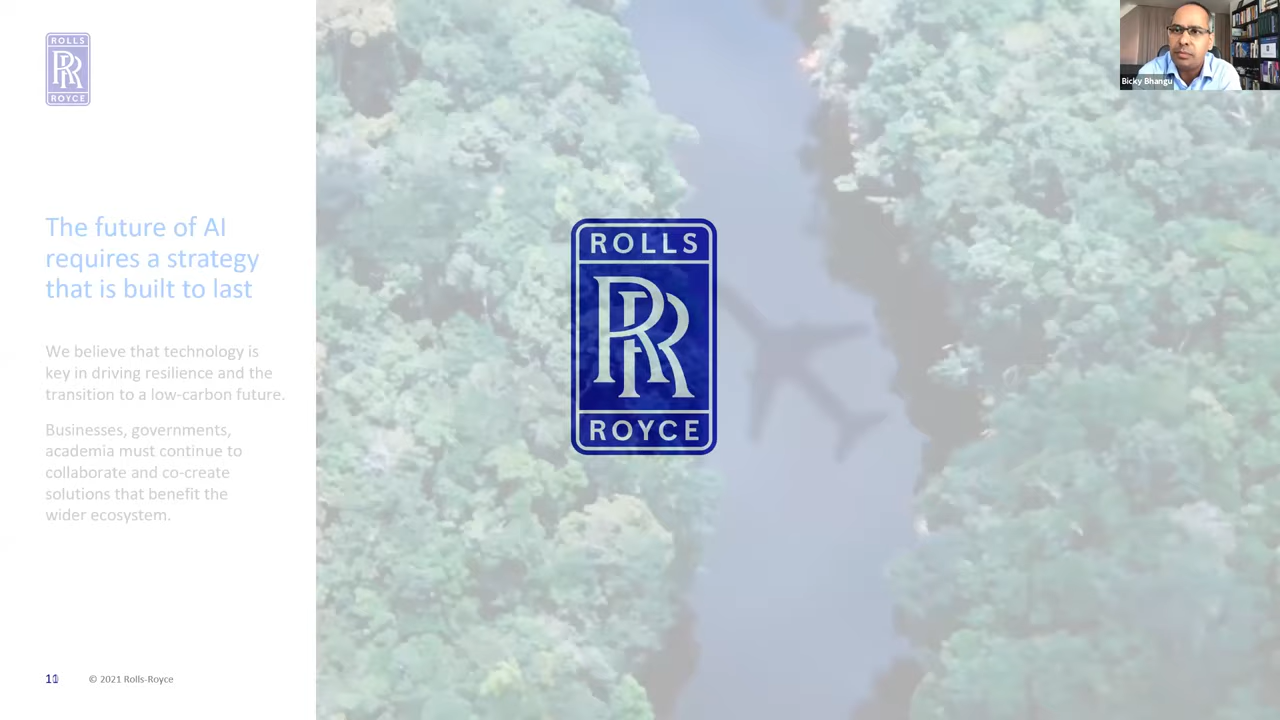 ROLLS
RR
ROYCE
Bicky Bhangu
The future of AI
requires a strategy
that is built to last
We believe that technology is
key in driving resilience and the
transition to a low-carbon future.
Businesses, governments,
academia must continue to
collaborate and co-create
solutions that benefit the
wider ecosystem.
ROLLS
RR
ROYCE
© 2021 Rolls-Royce